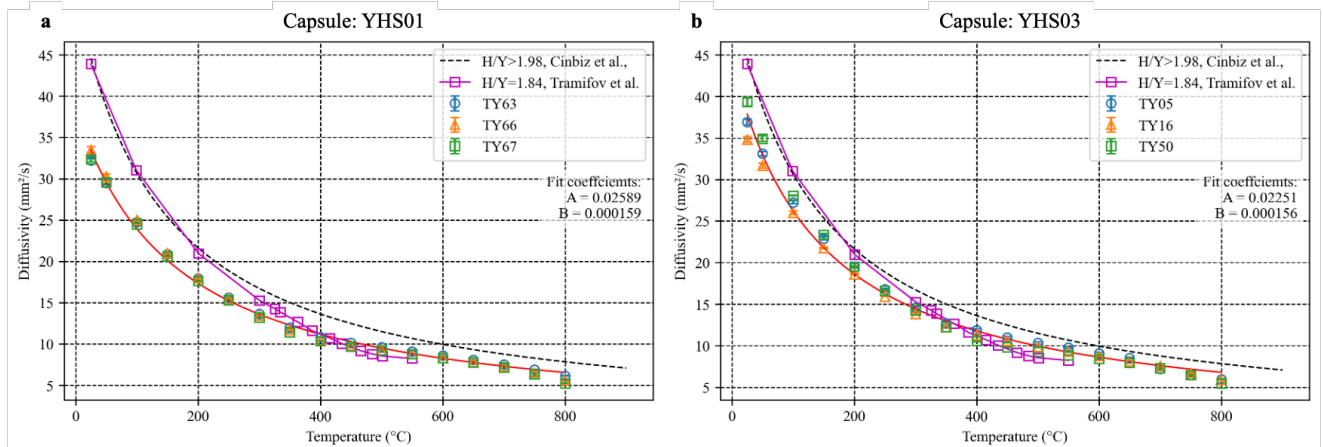 a
Capsule: YHS01
45
40
35
30
25
20
15
10
5
Diffusivity (mm²/s)
H/Y>1.98, Cinbiz et al.,
H/Y=1.84, Tramifov et al.
TY63
TY66
TY67
Fit coeffciemts:
A = 0.02589
B = 0.000159
0
200
400
600
800
Temperature (°C)
b
Capsule: YHS03
45
40
35
30
25
20
15
10
5
Diffusivity (mm²/s)
H/Y>1.98, Cinbiz et al.,
H/Y=1.84, Tramifov et al.
TY05
TY16
TY50
Fit coeffciemts:
A = 0.02251
B = 0.000156
0
200
400
600
800
Temperature (°C)